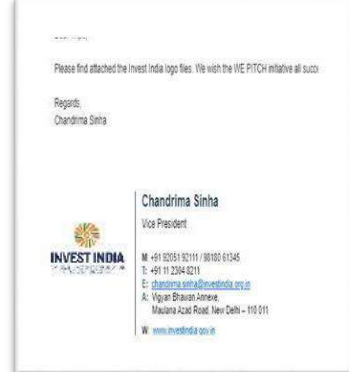 Please find attached the Invest India logo files. We wish the WE PITCH initiative all succ
Regards,
Chandrima Sinha
Chandrima Sinha
Vice President
INVEST INDIA
M: +91 92051 92111 / 98180 61345
T: +91 11 2304 8211
E: chandrima.sinha@investindia.org.in
A: Vigyan Bhawan Annexe,
Maulana Azad Road, New Delhi – 110 011
W: www.investindia.gov.in